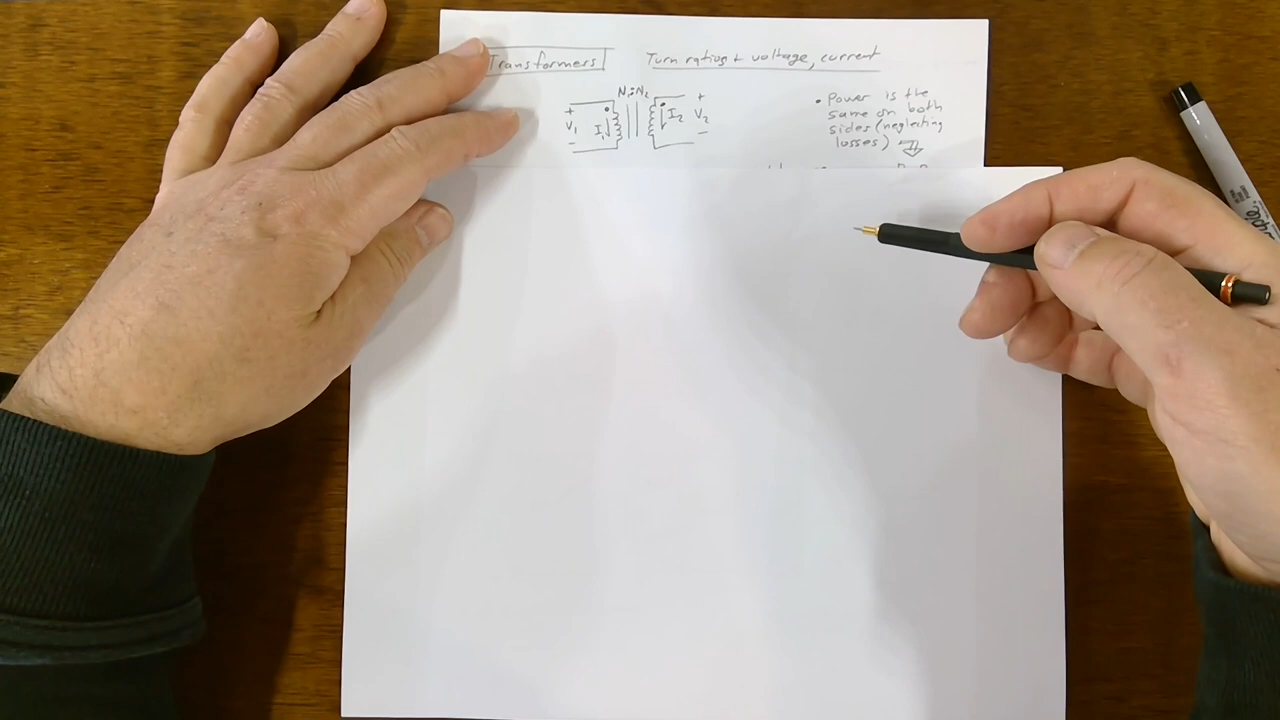 Transformers
Turn ratios + voltage, current
N₁:N₂
+
V₁
-
I₁
I₂
+
V₂
-
• Power is the
same on both
sides (neglecting
losses)